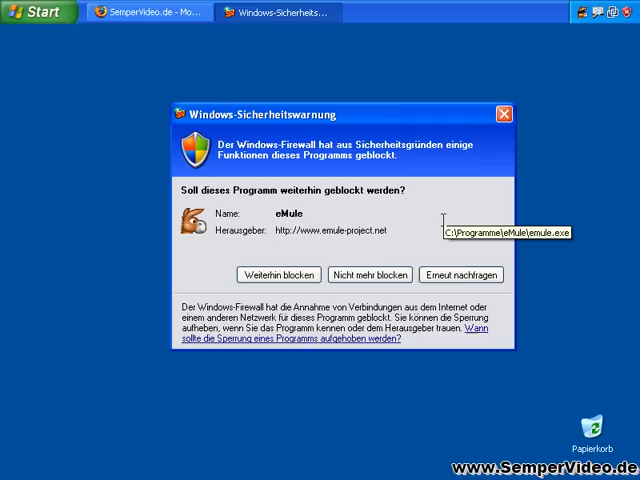 Start
SemperVideo.de - Mo...
Windows-Sicherheits...
Windows-Sicherheitswarnung
Der Windows-Firewall hat aus Sicherheitsgründen einige
Funktionen dieses Programms geblockt.
Soll dieses Programm weiterhin geblockt werden?
Name: eMule
Herausgeber: http://www.emule-project.net
C:\Programme\eMule\emule.exe
Weiterhin blocken
Nicht mehr blocken
Erneut nachfragen
Der Windows-Firewall hat die Annahme von Verbindungen aus dem Internet oder
einem anderen Netzwerk für dieses Programm geblockt. Sie können die Sperrung
aufheben, wenn Sie das Programm kennen oder dem Herausgeber trauen. Wann
sollte die Sperrung eines Programms aufgehoben werden?
Papierkorb
www.SemperVideo.de